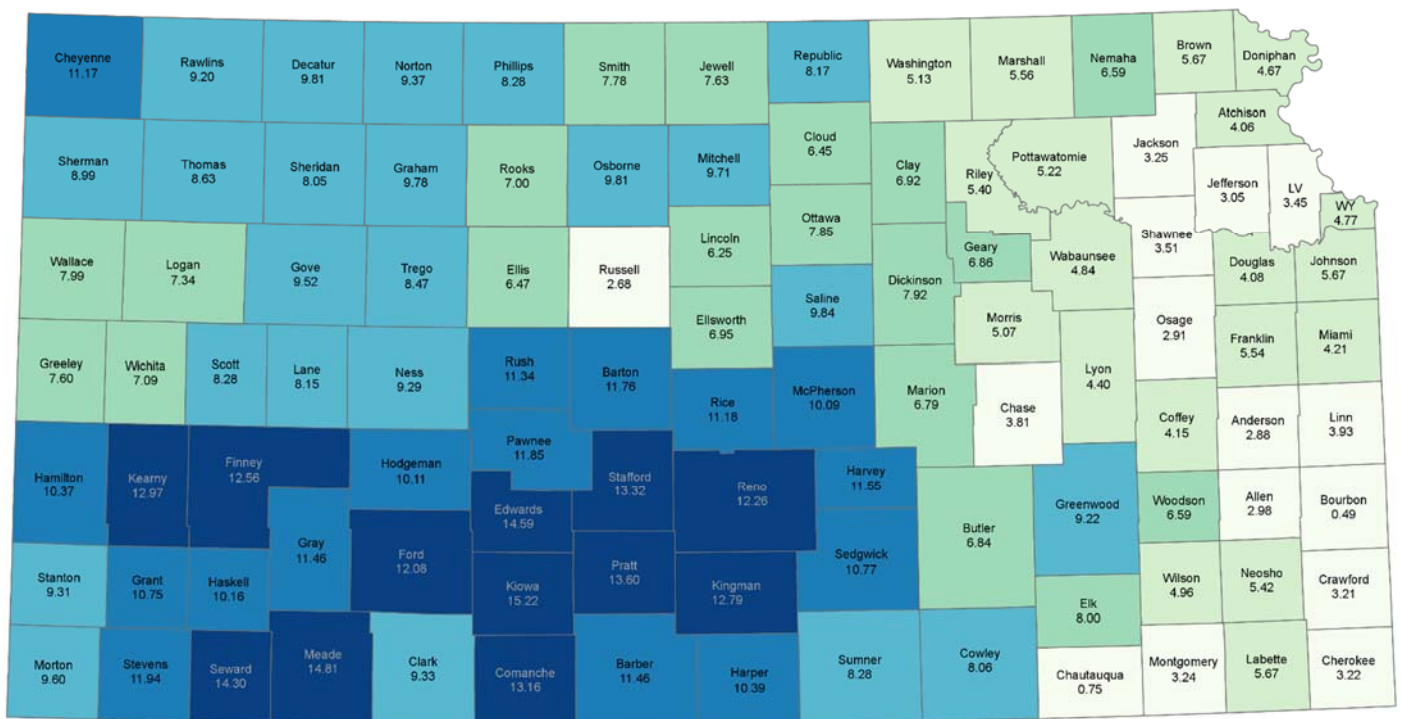 Cheyenne
11.17
Rawlins
9.20
Decatur
9.81
Norton
9.37
Phillips
8.28
Smith
7.78
Jewell
7.63
Republic
8.17
Washington
5.13
Marshall
5.56
Nemaha
6.59
Brown
5.67
Doniphan
4.67
Sherman
8.99
Thomas
8.63
Sheridan
8.05
Graham
9.78
Rooks
7.00
Osborne
9.81
Mitchell
9.71
Cloud
6.45
Clay
6.92
Riley
5.40
Pottawatomie
5.22
Jackson
3.25
Atchison
4.06
Jefferson
3.05
LV
3.45
WY
4.77
Wallace
7.99
Logan
7.34
Gove
9.52
Trego
8.47
Ellis
6.47
Russell
2.68
Lincoln
6.25
Ottawa
7.85
Saline
9.84
Dickinson
7.92
Geary
6.86
Wabaunsee
4.84
Shawnee
3.51
Douglas
4.08
Johnson
5.67
Greeley
7.60
Wichita
7.09
Scott
8.28
Lane
8.15
Ness
9.29
Rush
11.34
Barton
11.76
Ellsworth
6.95
Rice
11.18
McPherson
10.09
Marion
6.79
Morris
5.07
Chase
3.81
Lyon
4.40
Osage
2.91
Franklin
5.54
Miami
4.21
Coffey
4.15
Anderson
2.88
Linn
3.93
Hamilton
10.37
Kearny
12.97
Finney
12.56
Hodgeman
10.11
Pawnee
11.85
Edwards
14.59
Stafford
13.32
Reno
12.26
Harvey
11.55
Butler
6.84
Greenwood
9.22
Woodson
6.59
Allen
2.98
Bourbon
0.49
Stanton
9.31
Grant
10.75
Haskell
10.16
Gray
11.46
Ford
12.08
Kiowa
15.22
Pratt
13.60
Kingman
12.79
Sedgwick
10.77
Elk
8.00
Wilson
4.96
Neosho
5.42
Crawford
3.21
Morton
9.60
Stevens
11.94
Seward
14.30
Meade
14.81
Clark
9.33
Comanche
13.16
Barber
11.46
Harper
10.39
Sumner
8.28
Cowley
8.06
Chautauqua
0.75
Montgomery
3.24
Labette
5.67
Cherokee
3.22